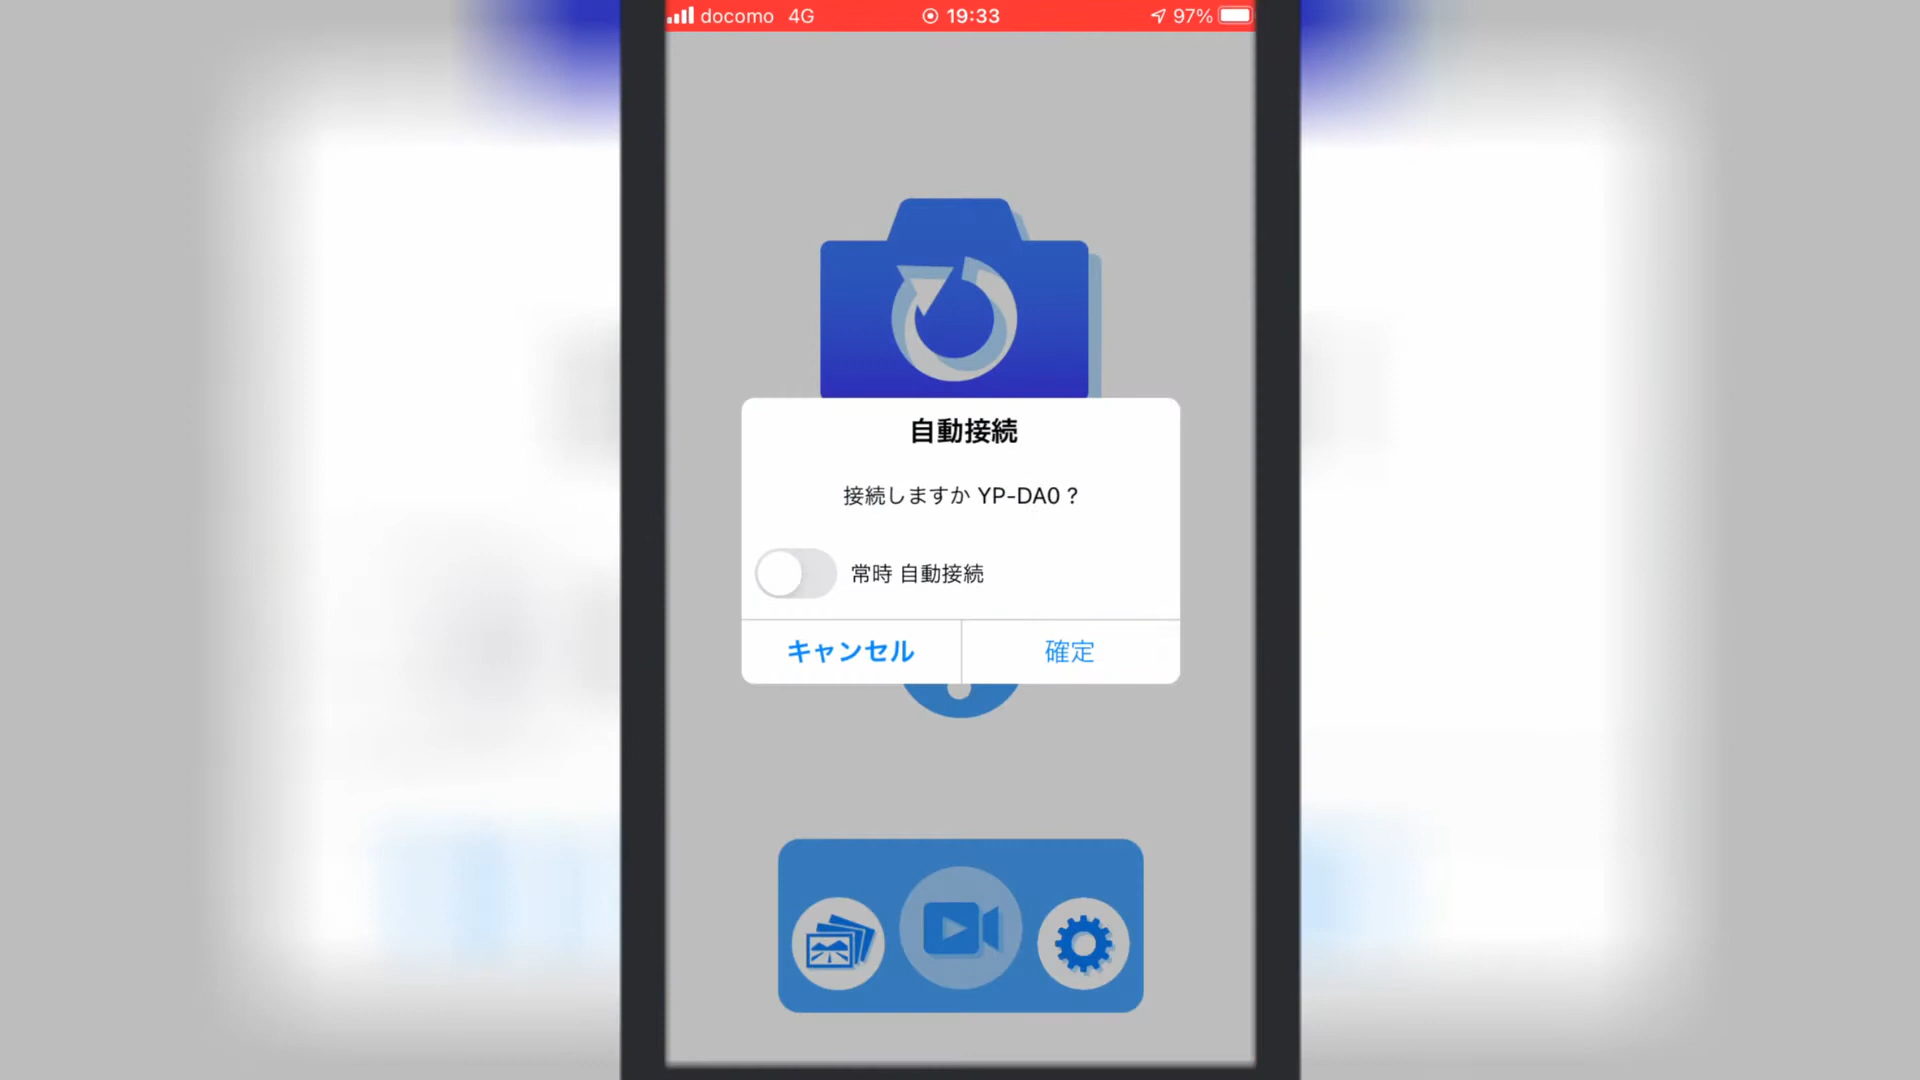 docomo 4G 19:33 97%
自動接続
接続しますか YP-DA0 ?
常時 自動接続
キャンセル 確定